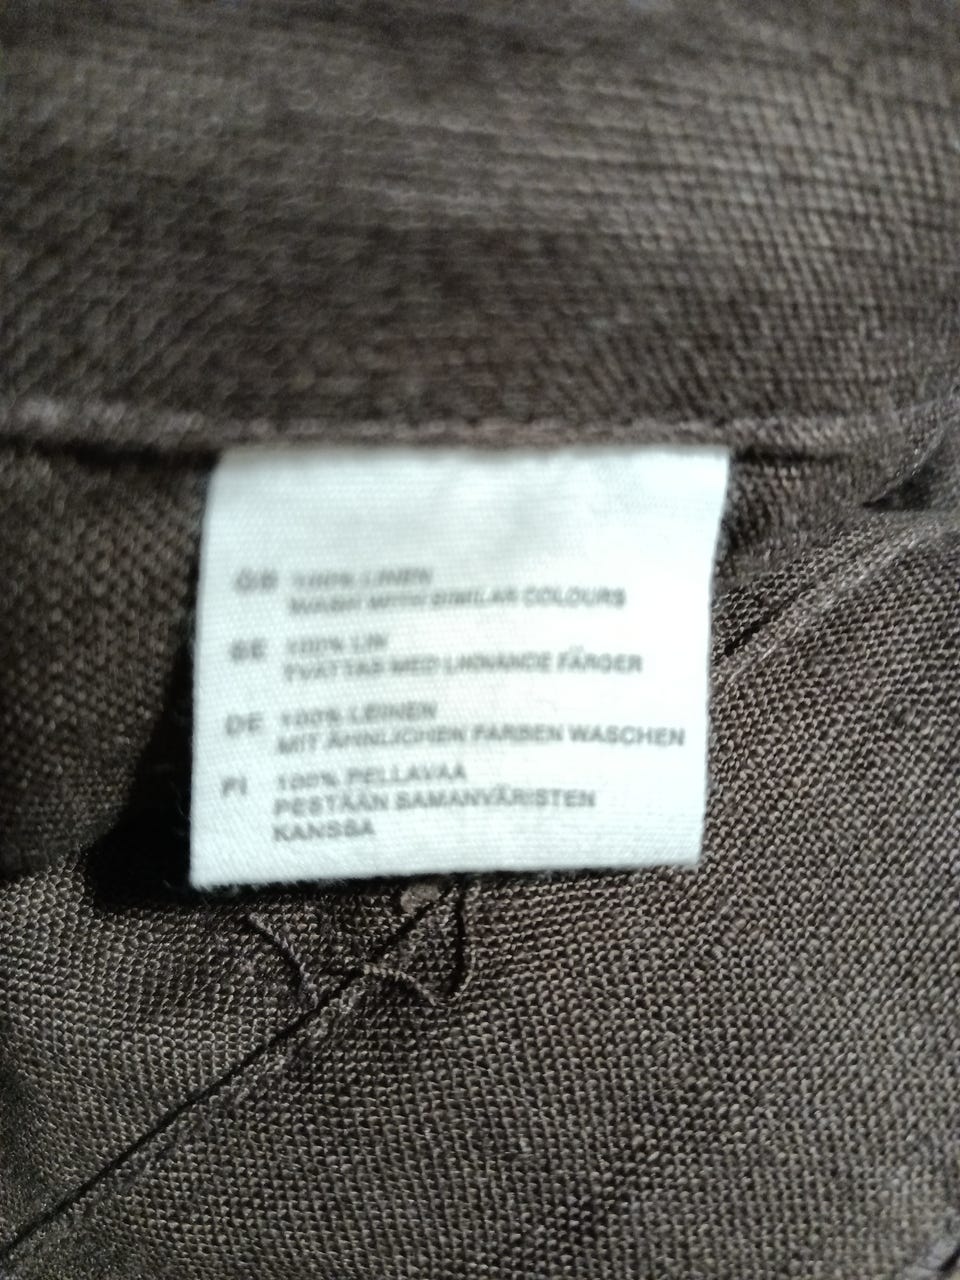 GB 100% LINEN
WASH WITH SIMILAR COLOURS
SE 100% LIN
TVÄTTAS MED LIKNANDE FÄRGER
DE 100% LEINEN
MIT ÄHNLICHEN FARBEN WASCHEN
FI 100% PELLAVAA
PESTÄÄN SAMANVÄRISTEN
KANSSA